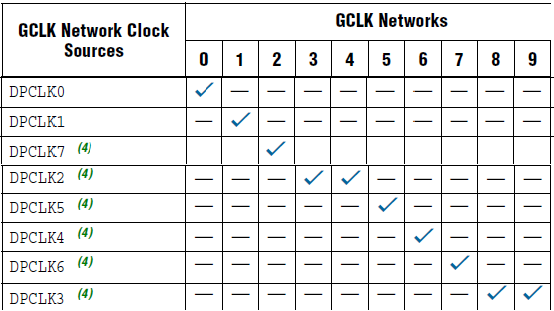 GCLK Network Clock Sources GCLK Networks
0 1 2 3 4 5 6 7 8 9
DPCLK0 ✓ — — — — — — — — —
DPCLK1 — ✓ — — — — — — — —
DPCLK7 (4) ✓
DPCLK2 (4) — — — ✓ ✓ — — — — —
DPCLK5 (4) — — — — — ✓ — — — —
DPCLK4 (4) — — — — — — ✓ — — —
DPCLK6 (4) — — — — — — — ✓ — —
DPCLK3 (4) — — — — — — — — ✓ ✓